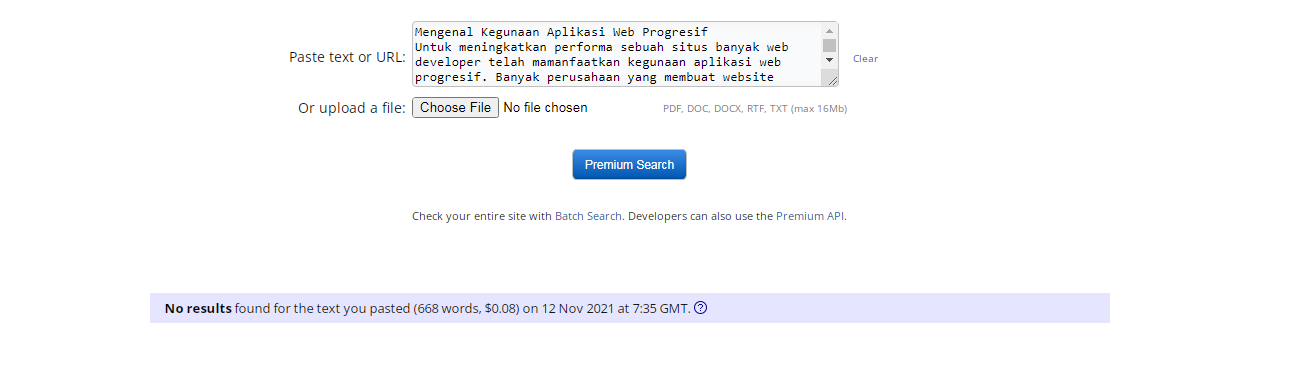 Paste text or URL:
Mengenal Kegunaan Aplikasi Web Progresif
Untuk meningkatkan performa sebuah situs banyak web
developer telah mamanfaatkan kegunaan aplikasi web
progresif. Banyak perusahaan yang membuat website
Clear
Or upload a file: Choose File No file chosen PDF, DOC, DOCX, RTF, TXT (max 16Mb)
Premium Search
Check your entire site with Batch Search. Developers can also use the Premium API.
No results found for the text you pasted (668 words, $0.08) on 12 Nov 2021 at 7:35 GMT. ?